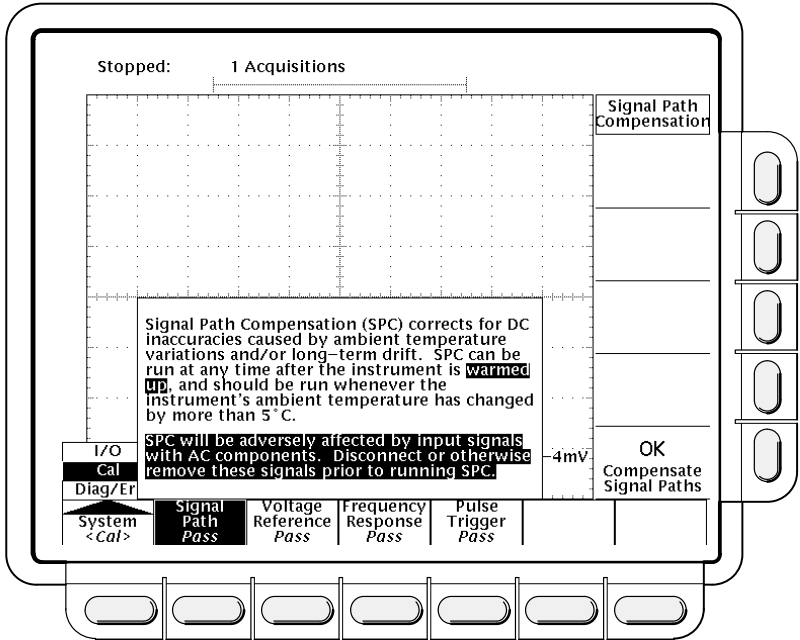 Stopped: 1 Acquisitions
Signal Path
Compensation
Signal Path Compensation (SPC) corrects for DC
inaccuracies caused by ambient temperature
variations and/or long-term drift. SPC can be
run at any time after the instrument is warmed
up, and should be run whenever the
instrument's ambient temperature has changed
by more than 5°C.
SPC will be adversely affected by input signals
with AC components. Disconnect or otherwise
remove these signals prior to running SPC.
-4mV
OK
Compensate
Signal Paths
I/O
Cal
Diag/Er
System
<Cal>
Signal
Path
Pass
Voltage
Reference
Pass
Frequency
Response
Pass
Pulse
Trigger
Pass